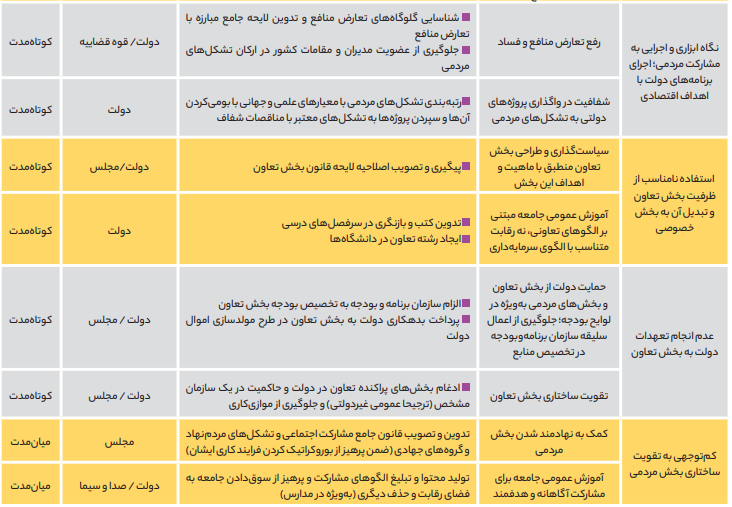 نگاه ابزاری و اجرایی به
مشارکت مردمی؛ اجرای
برنامه‌های دولت با
اهداف اقتصادی
رفع تعارض منافع و فساد
شناسایی گلوگاه‌های تعارض منافع و تدوین لایحه جامع مبارزه با
تعارض منافع
جلوگیری از عضویت مدیران و مقامات کشور در ارکان تشکل‌های
مردمی
دولت/ قوه قضاییه
کوتاه‌مدت
شفافیت در واگذاری پروژه‌های
دولتی به تشکل‌های مردمی
رتبه‌بندی تشکل‌های مردمی با معیارهای علمی و جهانی با بومی‌کردن
آن‌ها و سپردن پروژه‌ها به تشکل‌های معتبر با مناقصات شفاف
دولت
کوتاه‌مدت
استفاده نامناسب از
ظرفیت بخش تعاون
و تبدیل آن به بخش
خصوصی
سیاست‌گذاری و طراحی بخش
تعاون منطبق با ماهیت و
اهداف این بخش
پیگیری و تصویب اصلاحیه لایحه قانون بخش تعاون
دولت/مجلس
کوتاه‌مدت
آموزش عمومی جامعه مبتنی
بر الگوهای تعاونی، نه رقابت
متناسب با الگوی سرمایه‌داری
تدوین کتب و بازنگری در سرفصل‌های درسی
ایجاد رشته تعاون در دانشگاه‌ها
دولت
کوتاه‌مدت
عدم انجام تعهدات
دولت به بخش تعاون
حمایت دولت از بخش تعاون
و بخش‌های مردمی به‌ویژه در
لوایح بودجه؛ جلوگیری از اعمال
سلیقه سازمان برنامه‌وبودجه
در تخصیص منابع
الزام سازمان برنامه و بودجه به تخصیص بودجه بخش تعاون
پرداخت بدهکاری دولت به بخش تعاون در طرح مولدسازی اموال
دولت
دولت / مجلس
کوتاه‌مدت
تقویت ساختاری بخش تعاون
ادغام بخش‌های پراکنده تعاون در دولت و حاکمیت در یک سازمان
مشخص (ترجیحا عمومی غیردولتی) و جلوگیری از موازی‌کاری
دولت / مجلس
کوتاه‌مدت
کم‌توجهی به تقویت
ساختاری بخش مردمی
کمک به نهادمند شدن بخش
مردمی
تدوین و تصویب قانون جامع مشارکت اجتماعی و تشکل‌های مردم‌نهاد
و گروه‌های جهادی (ضمن پرهیز از بوروکراتیک کردن فرایند کاری ایشان)
مجلس
میان‌مدت
آموزش عمومی جامعه برای
مشارکت آگاهانه و هدفمند
تولید محتوا و تبلیغ الگوهای مشارکت و پرهیز از سوق‌دادن جامعه به
فضای رقابت و حذف دیگری (به‌ویژه در مدارس)
دولت / صدا و سیما
میان‌مدت